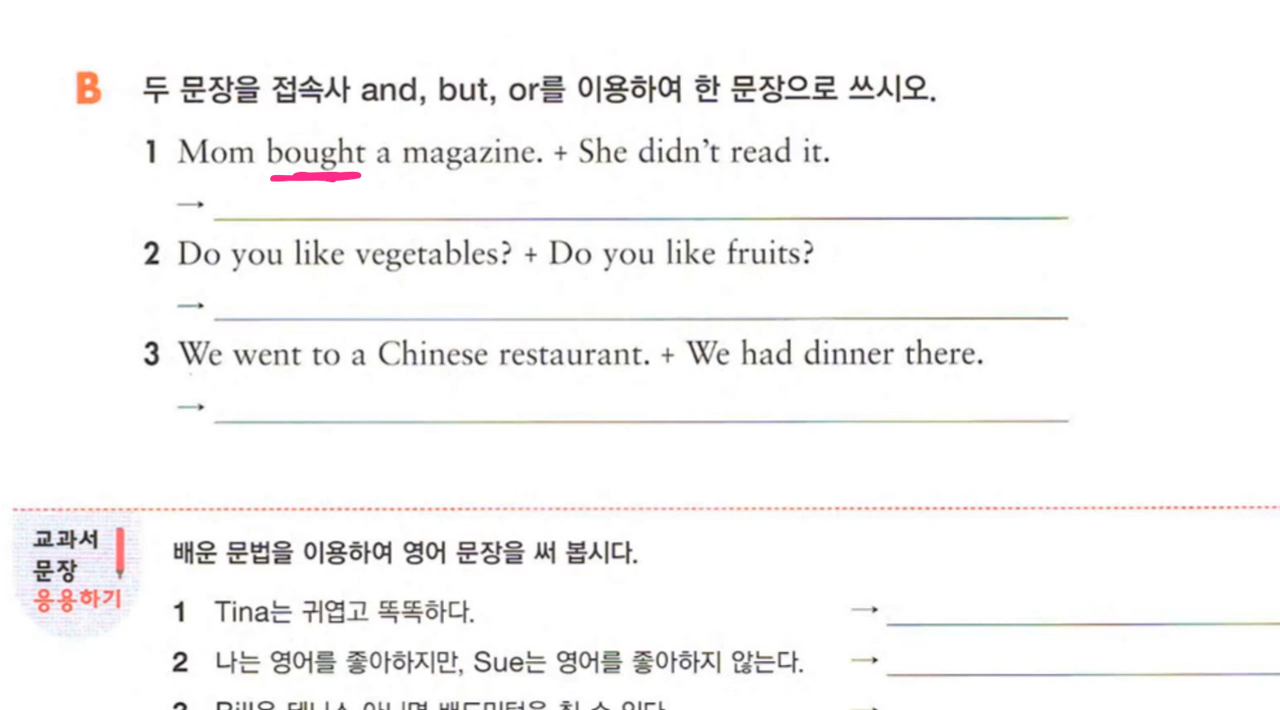 B 두 문장을 접속사 and, but, or를 이용하여 한 문장으로 쓰시오.
1 Mom bought a magazine. + She didn't read it.
→
2 Do you like vegetables? + Do you like fruits?
→
3 We went to a Chinese restaurant. + We had dinner there.
→
교과서
문장
응용하기
배운 문법을 이용하여 영어 문장을 써 봅시다.
1 Tina는 귀엽고 똑똑하다. →
2 나는 영어를 좋아하지만, Sue는 영어를 좋아하지 않는다. →